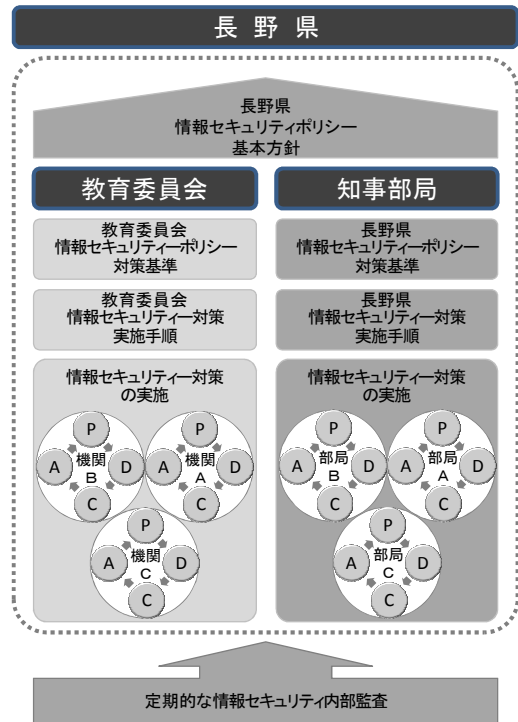 長 野 県
長野県
情報セキュリティポリシー
基本方針
教育委員会
教育委員会
情報セキュリティーポリシー
対策基準
教育委員会
情報セキュリティー対策
実施手順
情報セキュリティー対策
の実施
P
A
機関
B
D
C
P
A
機関
A
D
C
P
A
機関
C
D
C
知事部局
長野県
情報セキュリティーポリシー
対策基準
長野県
情報セキュリティー対策
実施手順
情報セキュリティー対策
の実施
P
A
部局
B
D
C
P
A
部局
A
D
C
P
A
部局
C
D
C
定期的な情報セキュリティ内部監査